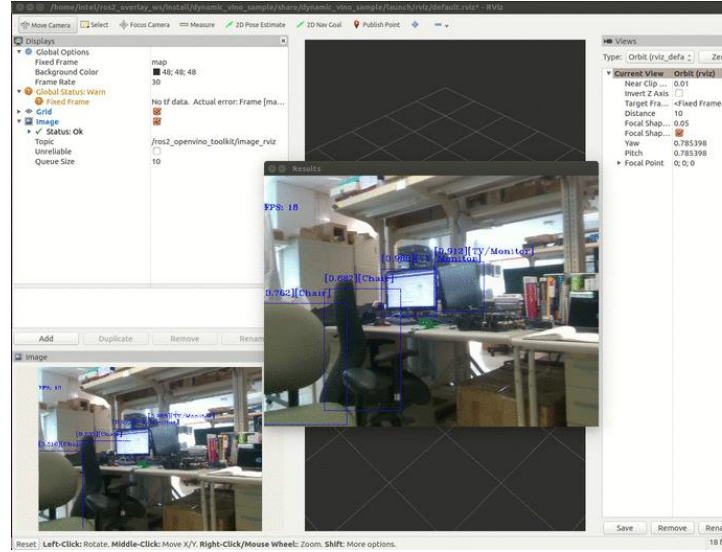 /home/intel/ros2_overlay_ws/install/dynamic_vino_sample/share/dynamic_vino_sample/launch/rviz/default.rviz* - RViz
Move Camera Select Focus Camera Measure 2D Pose Estimate 2D Nav Goal Publish Point
Displays
Global Options
Fixed Frame map
Background Color 48; 48; 48
Frame Rate 30
Global Status: Warn
Fixed Frame No tf data. Actual error: Frame [ma...
Grid
Image
Status: Ok
Topic /ros2_openvino_toolkit/image_rviz
Unreliable
Queue Size 10
Add Duplicate Remove Renam
Image
FPS: 18
Results
FPS: 18
[0.912][TV/Monitor]
[0.687][Chair]
0.762][Chair]
Views
Type: Orbit (rviz_defa Zer
Current View Orbit (rviz)
Near Clip ... 0.01
Invert Z Axis
Target Fra... <Fixed Frame
Distance 10
Focal Shap... 0.05
Focal Shap...
Yaw 0.785398
Pitch 0.785398
Focal Point 0; 0; 0
Save Remove Rena
Reset Left-Click: Rotate. Middle-Click: Move X/Y. Right-Click/Mouse Wheel: Zoom. Shift: More options.
18 f